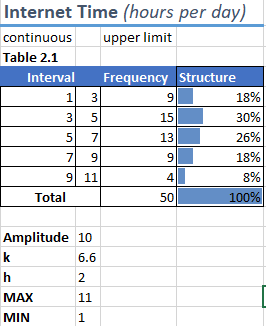 Internet Time (hours per day)
continuous upper limit
Table 2.1
Interval Frequency Structure
1 3 9 18%
3 5 15 30%
5 7 13 26%
7 9 9 18%
9 11 4 8%
Total 50 100%
Amplitude 10
k 6.6
h 2
MAX 11
MIN 1